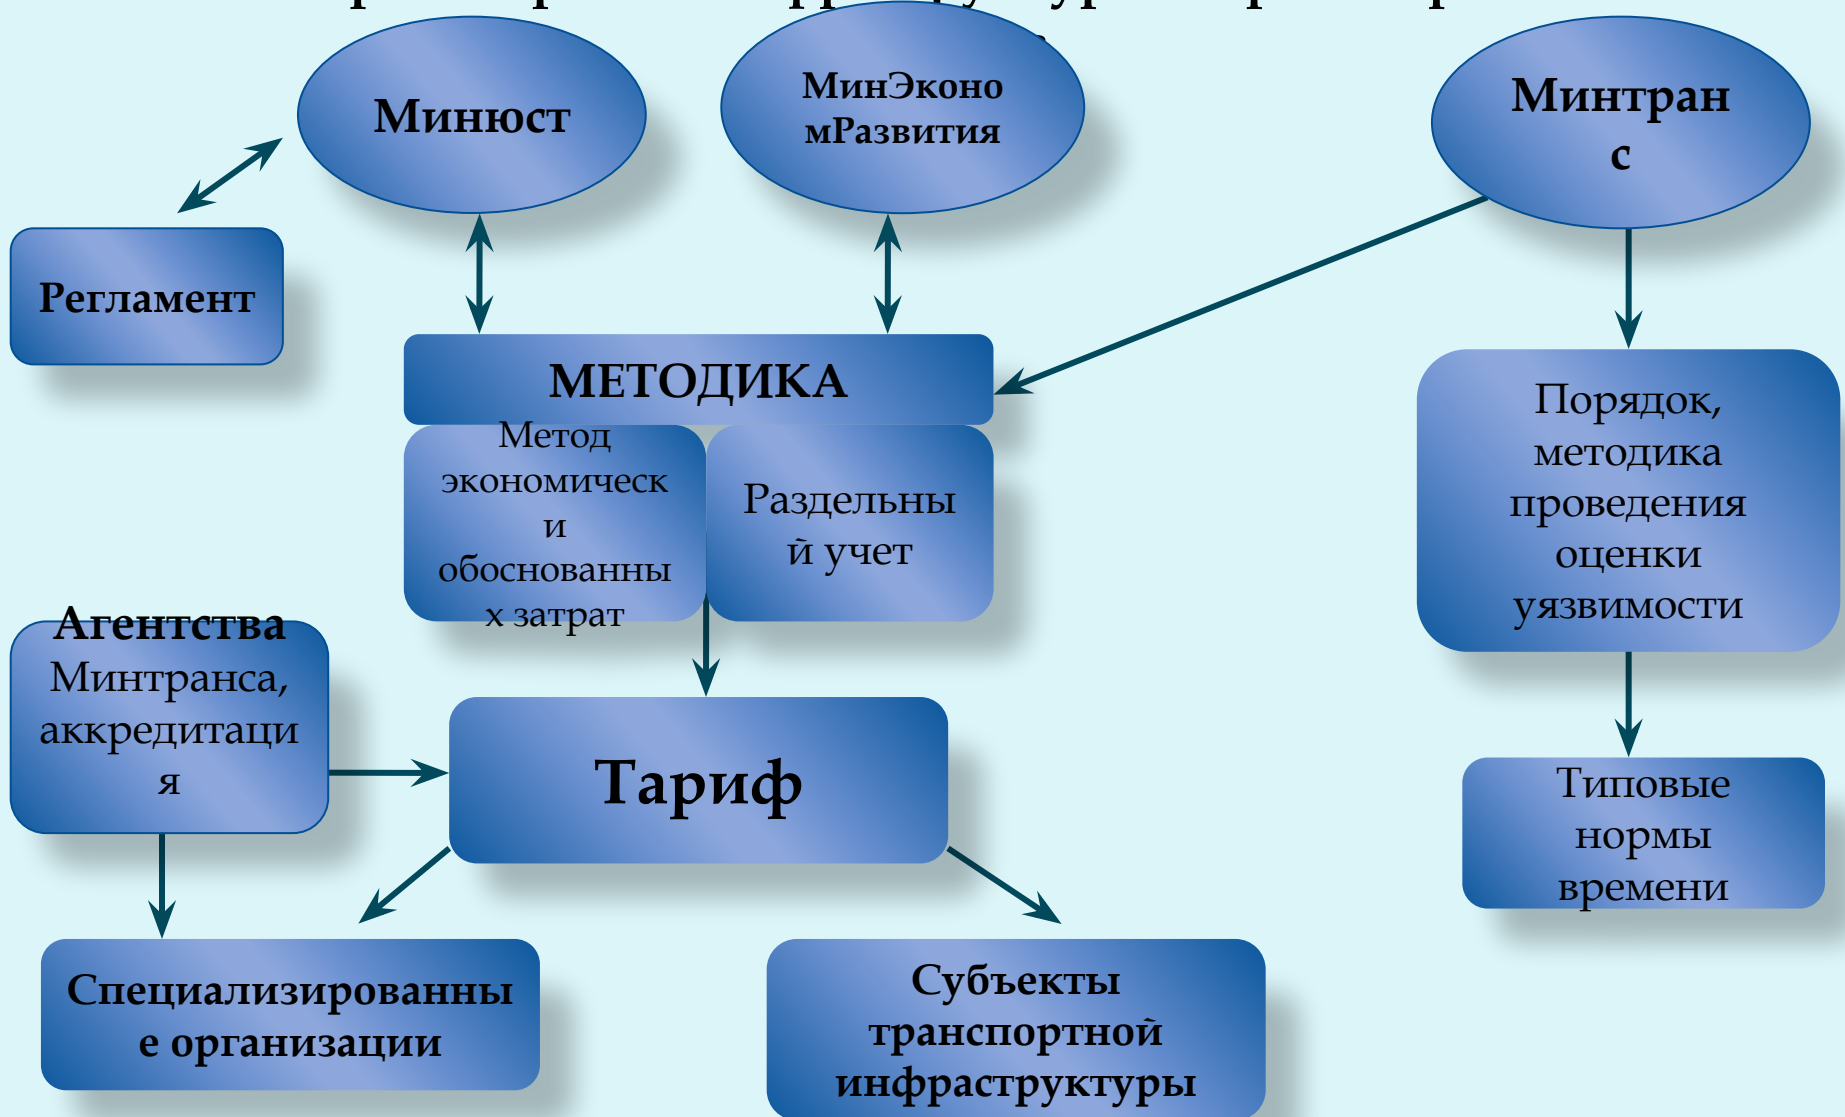 Минюст
МинЭконо
мРазвития
Минтран
с
Регламент
МЕТОДИКА
Метод
экономическ
и
обоснованны
х затрат
Раздельны
й учет
Порядок,
методика
проведения
оценки
уязвимости
Агентства
Минтранса,
аккредитаци
я
Тариф
Типовые
нормы
времени
Специализированны
е организации
Субъекты
транспортной
инфраструктуры